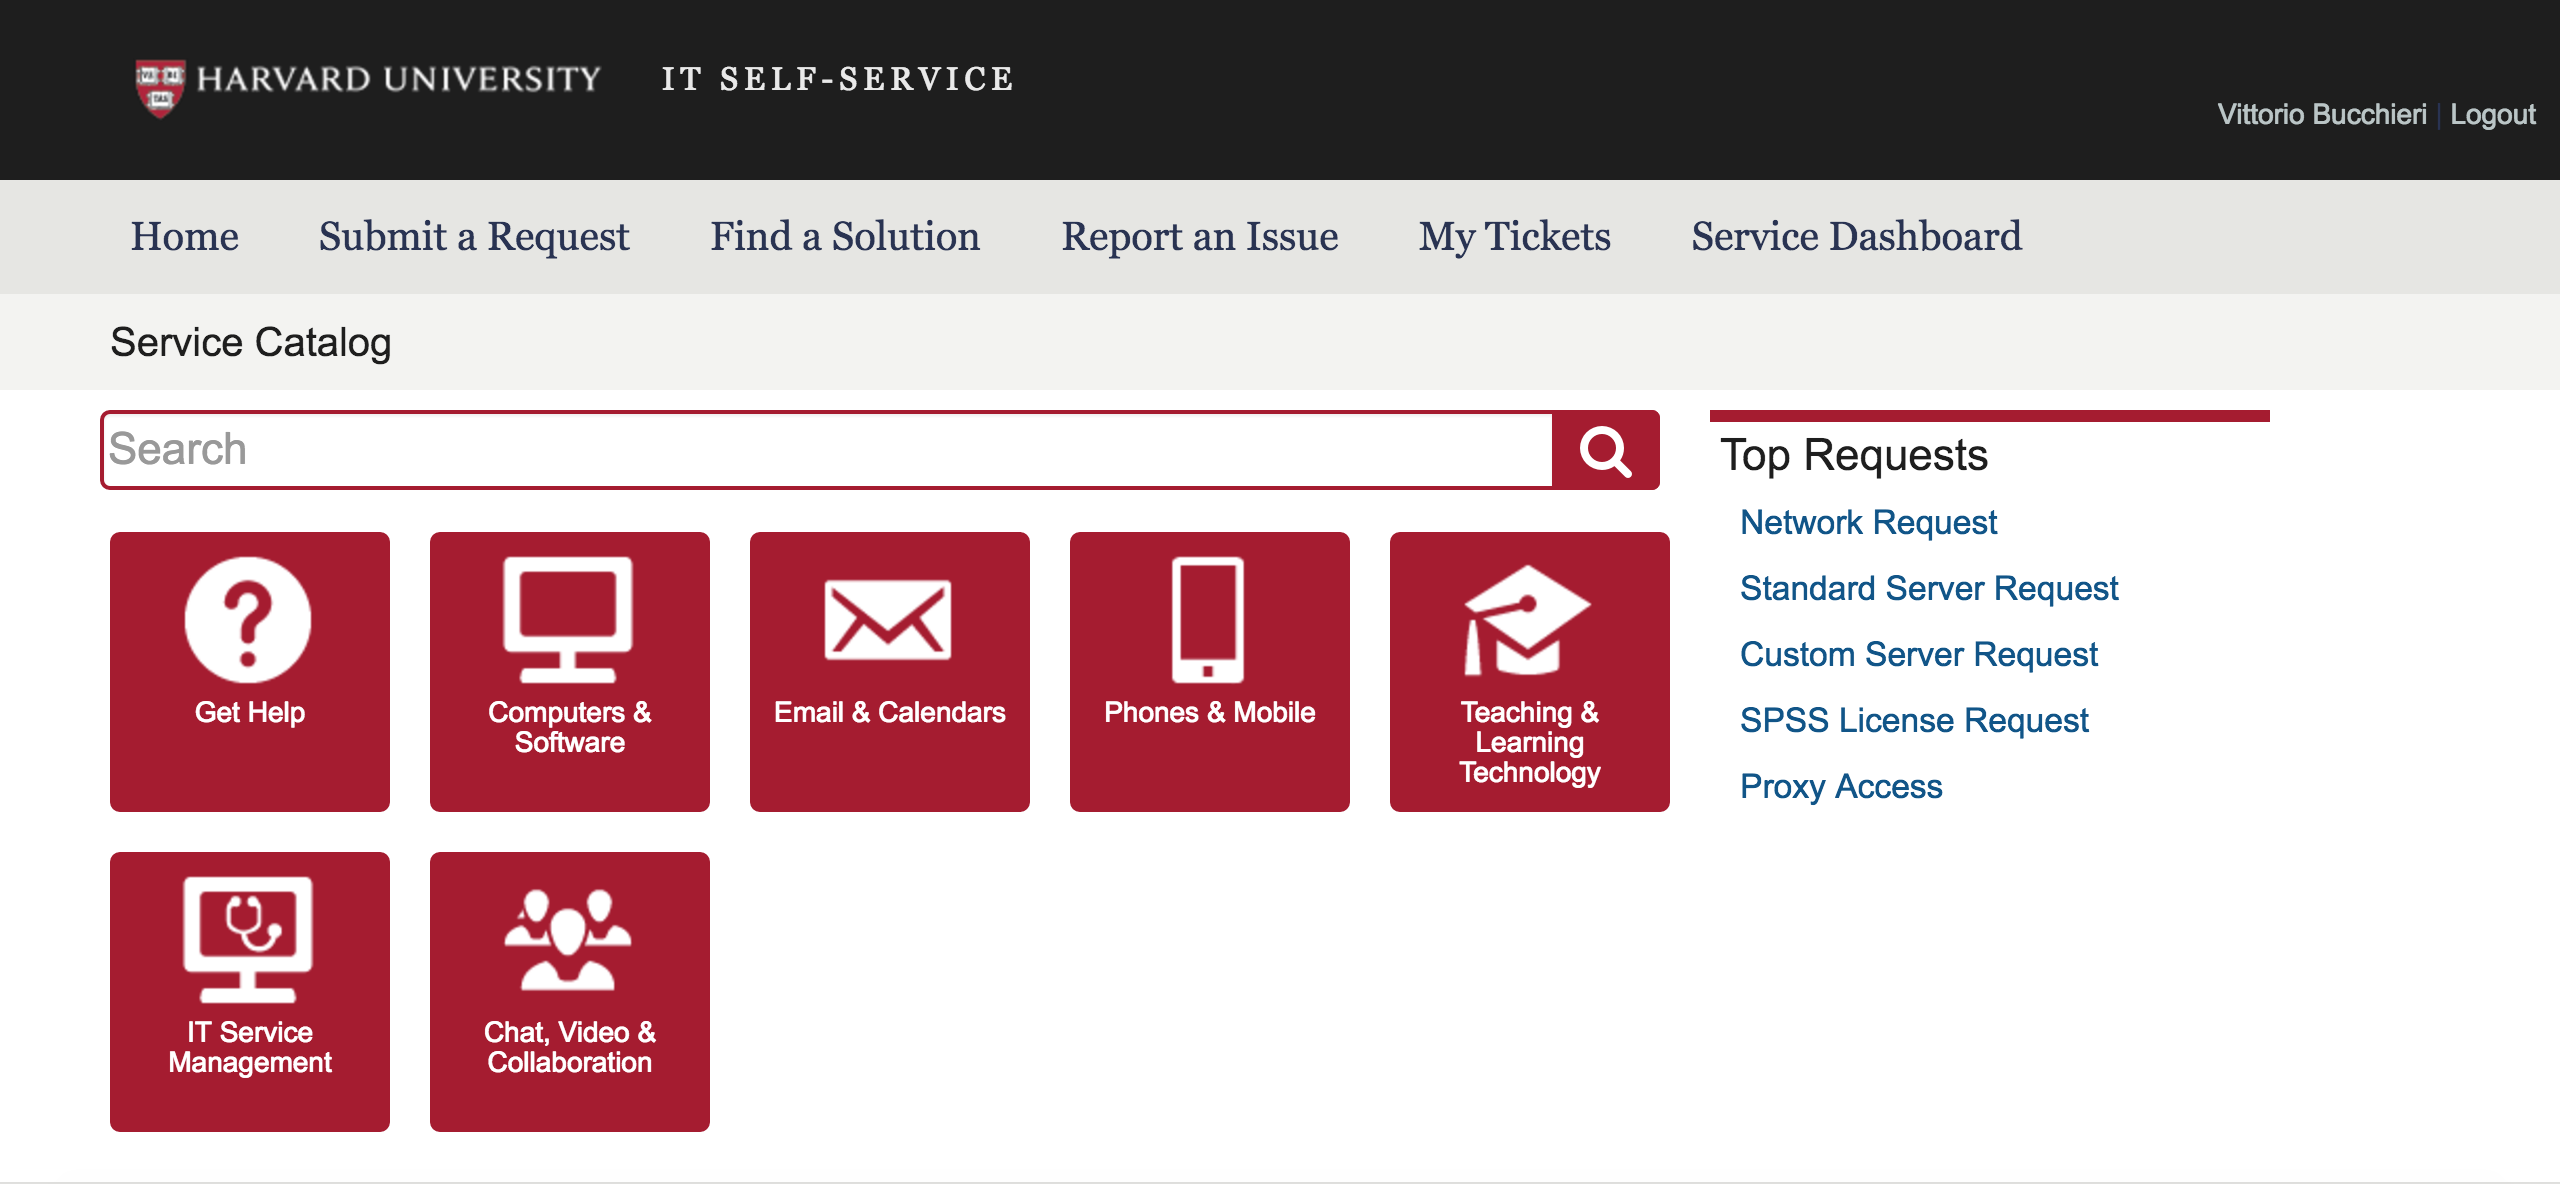 HARVARD UNIVERSITY
IT SELF-SERVICE
Vittorio Bucchieri | Logout
Home
Submit a Request
Find a Solution
Report an Issue
My Tickets
Service Dashboard
Service Catalog
Search
Get Help
Computers &
Software
Email & Calendars
Phones & Mobile
Teaching &
Learning
Technology
IT Service
Management
Chat, Video &
Collaboration
Top Requests
Network Request
Standard Server Request
Custom Server Request
SPSS License Request
Proxy Access